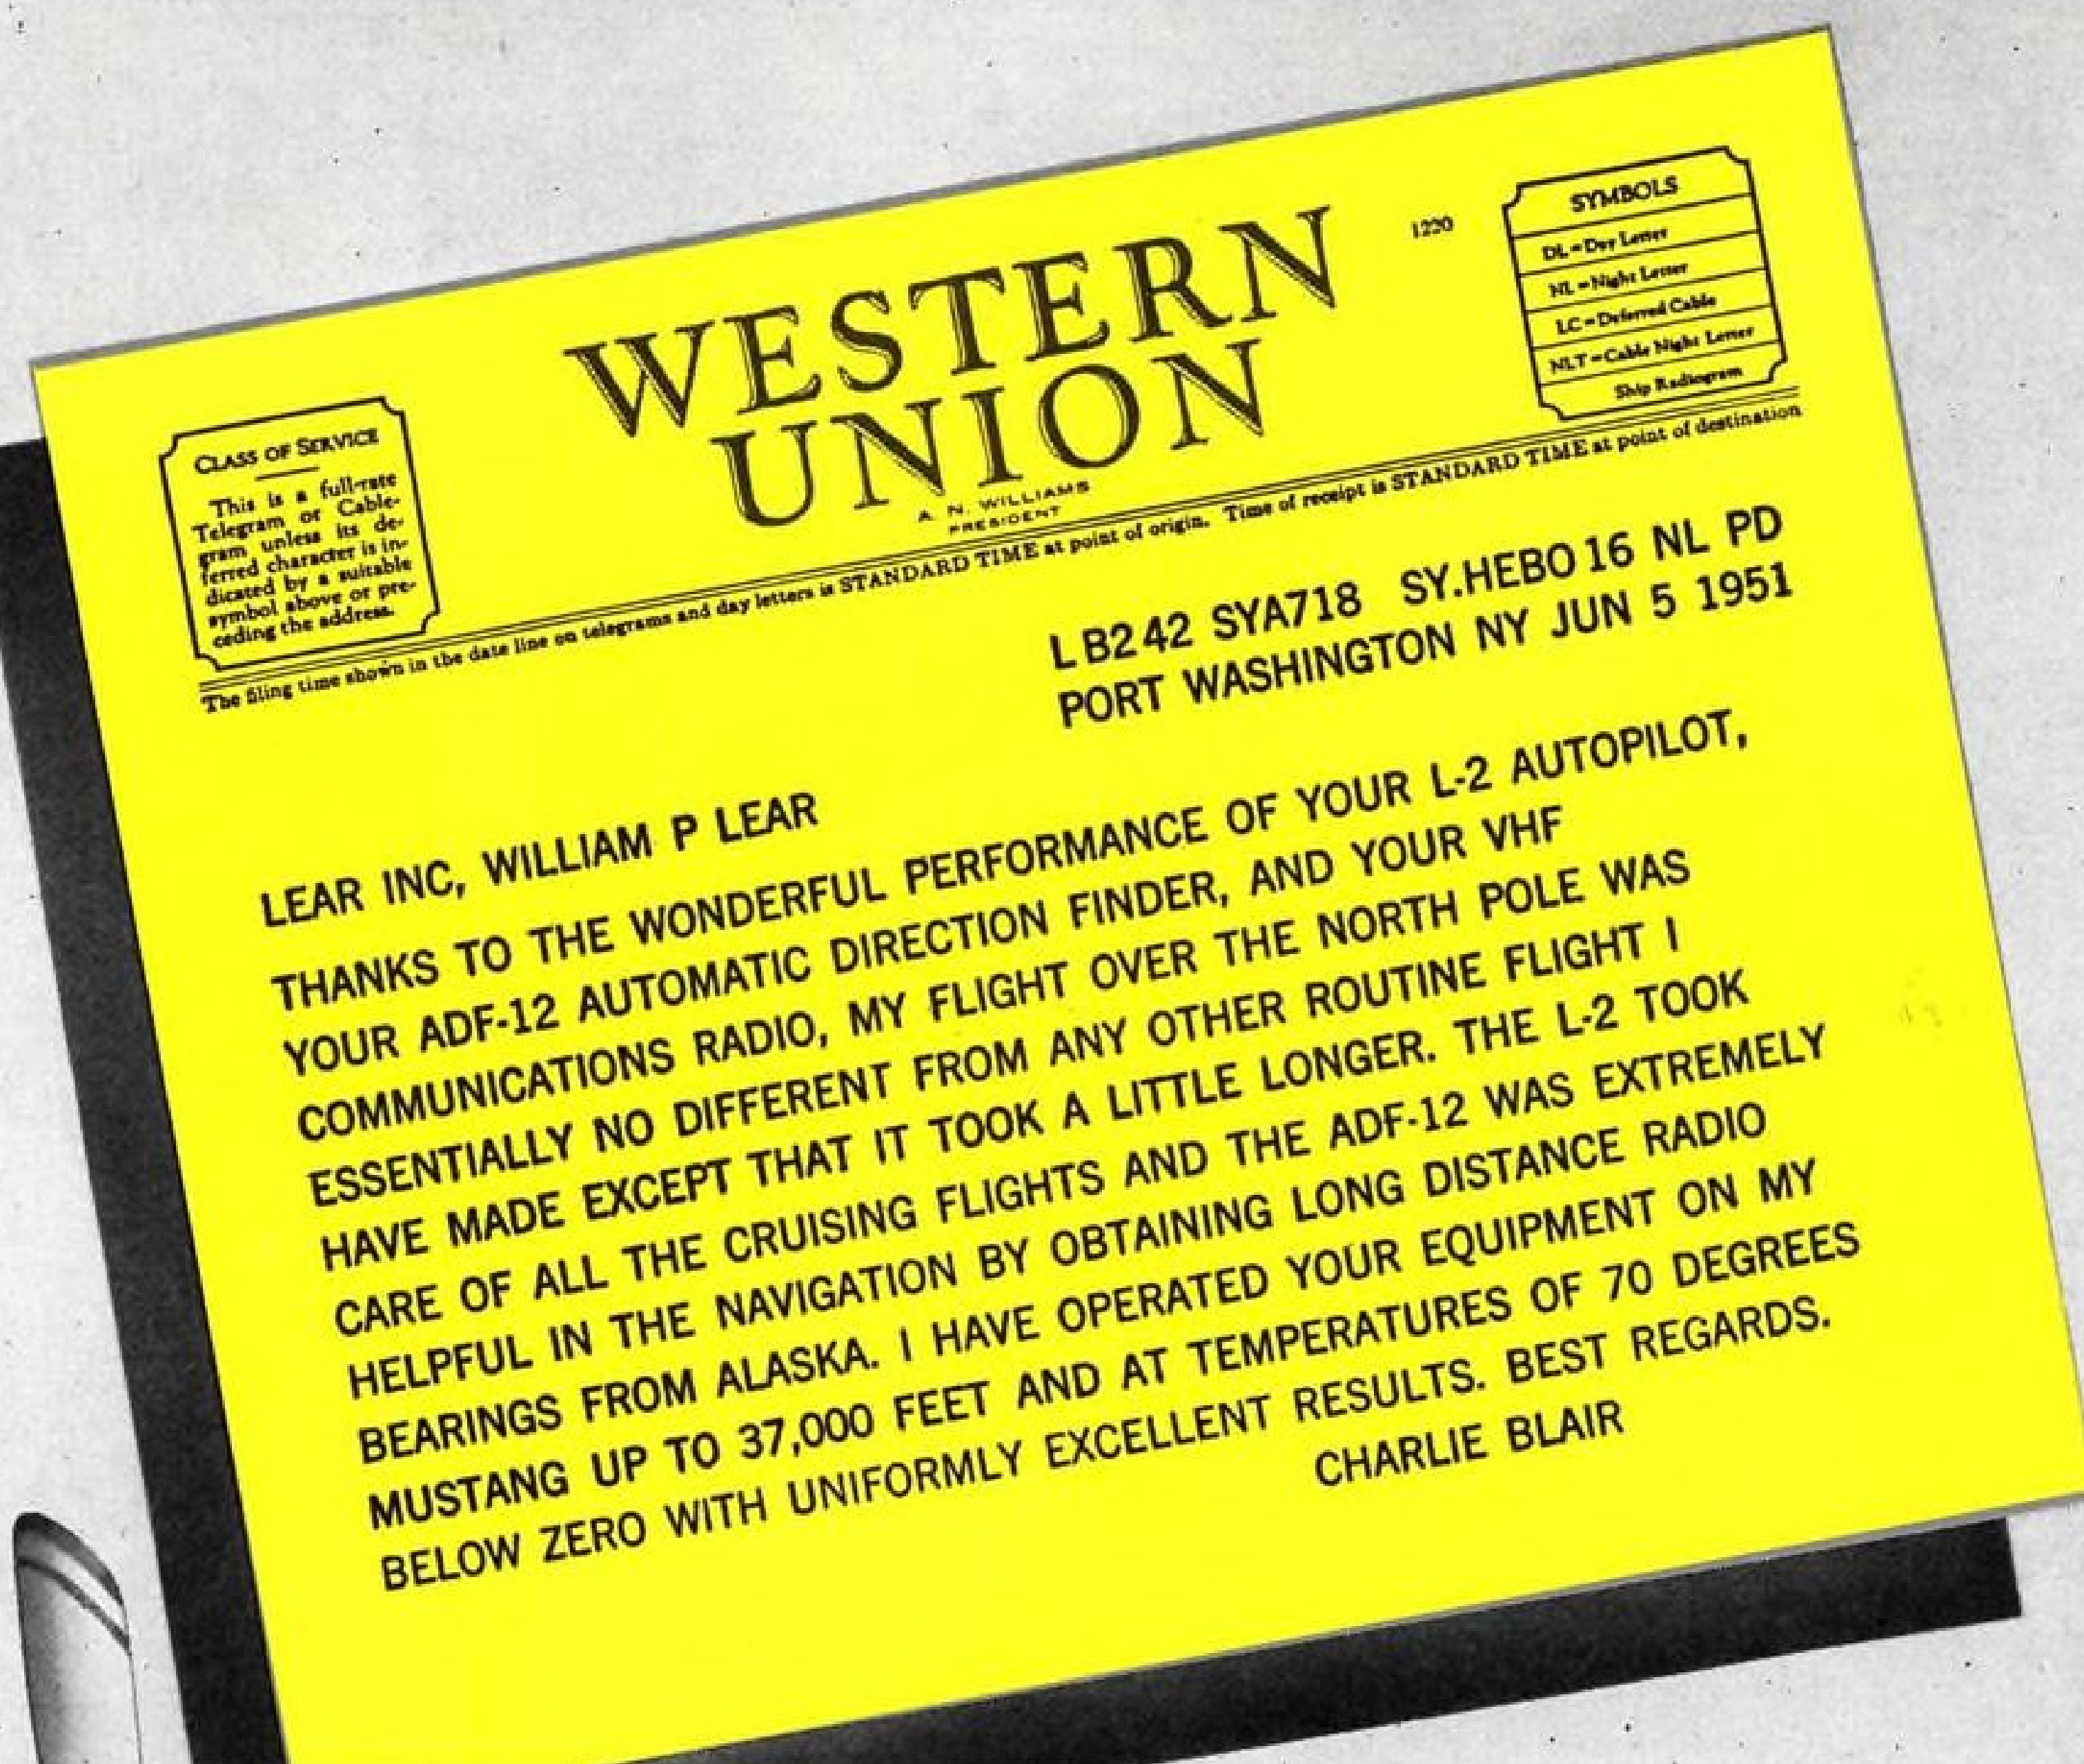 WESTERN
UNION
A. N. WILLIAMS
PRESIDENT
1220
SYMBOLS
DL=Day Letter
NL=Night Letter
LC=Deferred Cable
NLT=Cable Night Letter
Ship Radiogram
CLASS OF SERVICE
This is a full-rate
Telegram or Cable-
gram unless its de-
ferred character is in-
dicated by a suitable
symbol above or pre-
ceding the address.
The filing time shown in the date line on telegrams and day letters is STANDARD TIME at point of origin. Time of receipt is STANDARD TIME at point of destination
LB242 SYA718 SY.HEBO 16 NL PD
PORT WASHINGTON NY JUN 5 1951
LEAR INC, WILLIAM P LEAR
THANKS TO THE WONDERFUL PERFORMANCE OF YOUR L-2 AUTOPILOT,
YOUR ADF-12 AUTOMATIC DIRECTION FINDER, AND YOUR VHF
COMMUNICATIONS RADIO, MY FLIGHT OVER THE NORTH POLE WAS
ESSENTIALLY NO DIFFERENT FROM ANY OTHER ROUTINE FLIGHT I
HAVE MADE EXCEPT THAT IT TOOK A LITTLE LONGER. THE L-2 TOOK
CARE OF ALL THE CRUISING FLIGHTS AND THE ADF-12 WAS EXTREMELY
HELPFUL IN THE NAVIGATION BY OBTAINING LONG DISTANCE RADIO
BEARINGS FROM ALASKA. I HAVE OPERATED YOUR EQUIPMENT ON MY
MUSTANG UP TO 37,000 FEET AND AT TEMPERATURES OF 70 DEGREES
BELOW ZERO WITH UNIFORMLY EXCELLENT RESULTS. BEST REGARDS.
CHARLIE BLAIR